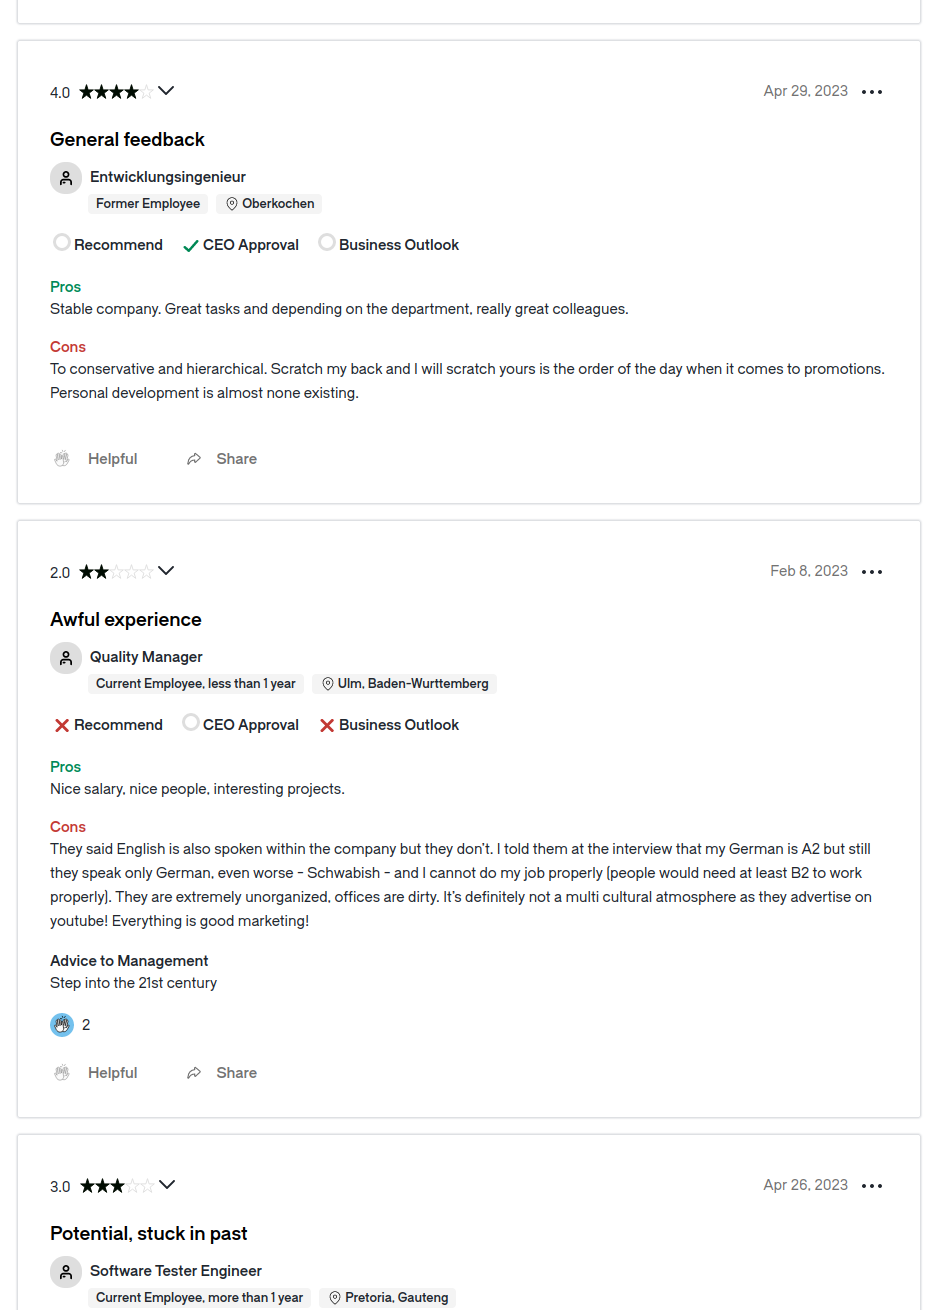 4.0
Apr 29, 2023
General feedback
Entwicklungsingenieur
Former Employee
Oberkochen
Recommend CEO Approval Business Outlook
Pros
Stable company. Great tasks and depending on the department, really great colleagues.
Cons
To conservative and hierarchical. Scratch my back and I will scratch yours is the order of the day when it comes to promotions.
Personal development is almost none existing.
Helpful Share
2.0
Feb 8, 2023
Awful experience
Quality Manager
Current Employee, less than 1 year
Ulm, Baden-Wurttemberg
Recommend CEO Approval Business Outlook
Pros
Nice salary, nice people, interesting projects.
Cons
They said English is also spoken within the company but they don't. I told them at the interview that my German is A2 but still
they speak only German, even worse - Schwabish - and I cannot do my job properly (people would need at least B2 to work
properly). They are extremely unorganized, offices are dirty. It's definitely not a multi cultural atmosphere as they advertise on
youtube! Everything is good marketing!
Advice to Management
Step into the 21st century
2
Helpful Share
3.0
Apr 26, 2023
Potential, stuck in past
Software Tester Engineer
Current Employee, more than 1 year
Pretoria, Gauteng